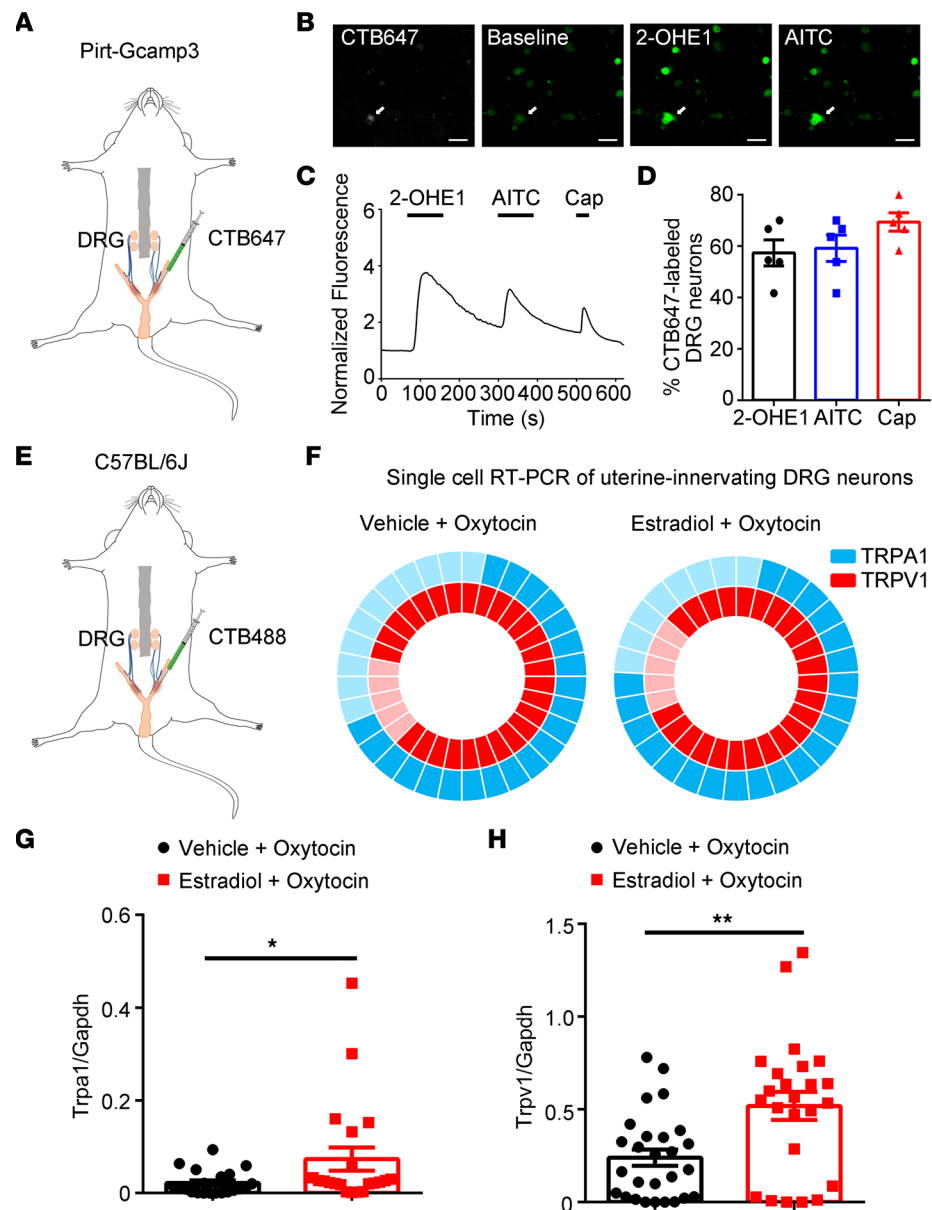 A
Pirt-Gcamp3
DRG
CTB647
B
CTB647
Baseline
2-OHE1
AITC
C
2-OHE1 AITC Cap
Normalized Fluorescence
6
4
2
0
0 100 200 300 400 500 600
Time (s)
D
% CTB647-labeled
DRG neurons
80
60
40
20
0
2-OHE1 AITC Cap
E
C57BL/6J
DRG
CTB488
F
Single cell RT-PCR of uterine-innervating DRG neurons
Vehicle + Oxytocin
Estradiol + Oxytocin
TRPA1
TRPV1
G
Vehicle + Oxytocin
Estradiol + Oxytocin
Trpa1/Gapdh
0.6
0.4
0.2
0
*
H
Vehicle + Oxytocin
Estradiol + Oxytocin
Trpv1/Gapdh
1.5
1.0
0.5
0
**